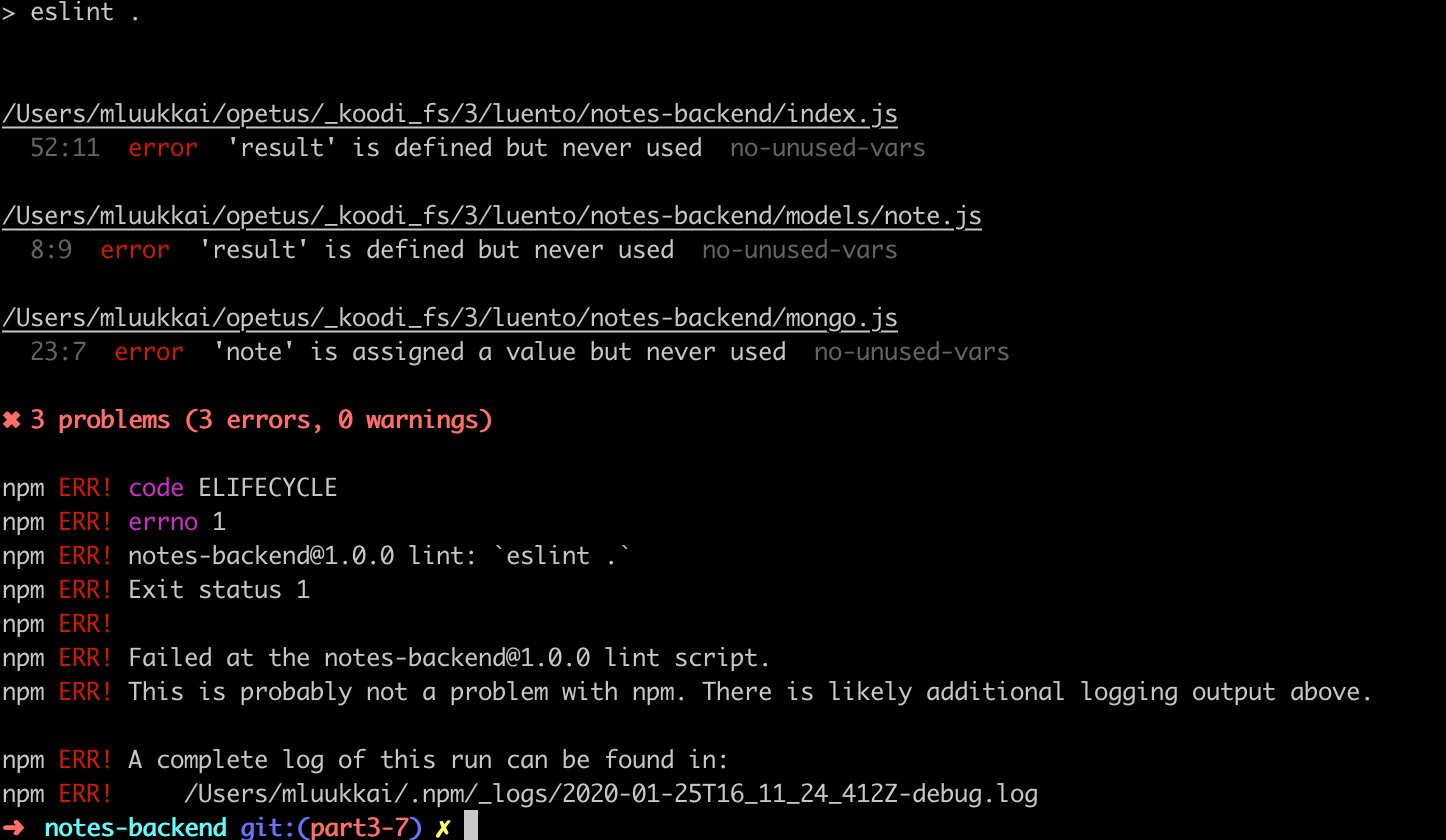 > eslint .
/Users/mluukkai/opetus/_koodi_fs/3/luento/notes-backend/index.js
52:11  error  'result' is defined but never used  no-unused-vars
/Users/mluukkai/opetus/_koodi_fs/3/luento/notes-backend/models/note.js
8:9  error  'result' is defined but never used  no-unused-vars
/Users/mluukkai/opetus/_koodi_fs/3/luento/notes-backend/mongo.js
23:7  error  'note' is assigned a value but never used  no-unused-vars
✖ 3 problems (3 errors, 0 warnings)
npm ERR! code ELIFECYCLE
npm ERR! errno 1
npm ERR! notes-backend@1.0.0 lint: `eslint .`
npm ERR! Exit status 1
npm ERR!
npm ERR! Failed at the notes-backend@1.0.0 lint script.
npm ERR! This is probably not a problem with npm. There is likely additional logging output above.
npm ERR! A complete log of this run can be found in:
npm ERR!     /Users/mluukkai/.npm/_logs/2020-01-25T16_11_24_412Z-debug.log
➜ notes-backend git:(part3-7) ✗